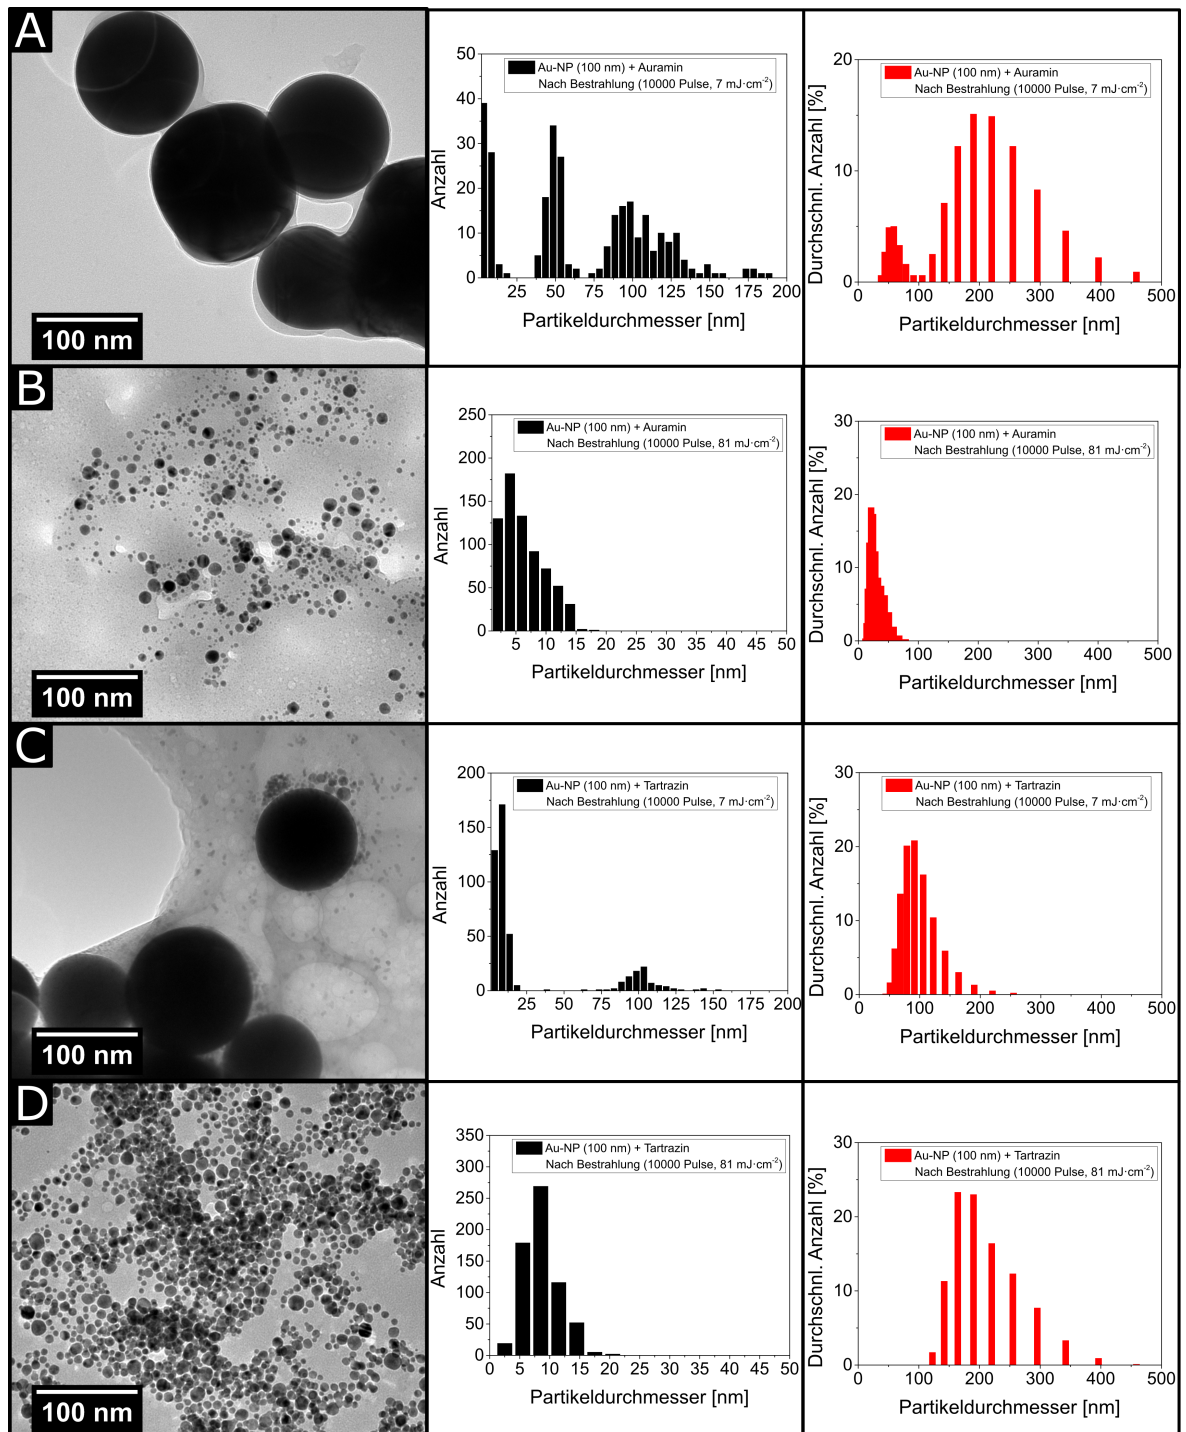 A
100 nm
50
40
30
20
10
0
25
50
75
100
125
150
175
200
Anzahl
Partikeldurchmesser [nm]
Au-NP (100 nm) + Auramin
Nach Bestrahlung (10000 Pulse, 7 mJ·cm⁻²)
20
10
0
0
100
200
300
400
500
Durchschnl. Anzahl [%]
Partikeldurchmesser [nm]
Au-NP (100 nm) + Auramin
Nach Bestrahlung (10000 Pulse, 7 mJ·cm⁻²)
B
100 nm
250
200
150
100
50
0
5
10
15
20
25
30
35
40
45
50
Anzahl
Partikeldurchmesser [nm]
Au-NP (100 nm) + Auramin
Nach Bestrahlung (10000 Pulse, 81 mJ·cm⁻²)
30
20
10
0
0
100
200
300
400
500
Durchschnl. Anzahl [%]
Partikeldurchmesser [nm]
Au-NP (100 nm) + Auramin
Nach Bestrahlung (10000 Pulse, 81 mJ·cm⁻²)
C
100 nm
200
150
100
50
0
25
50
75
100
125
150
175
200
Anzahl
Partikeldurchmesser [nm]
Au-NP (100 nm) + Tartrazin
Nach Bestrahlung (10000 Pulse, 7 mJ·cm⁻²)
30
20
10
0
0
100
200
300
400
500
Durchschnl. Anzahl [%]
Partikeldurchmesser [nm]
Au-NP (100 nm) + Tartrazin
Nach Bestrahlung (10000 Pulse, 7 mJ·cm⁻²)
D
100 nm
350
300
250
200
150
100
50
0
0
5
10
15
20
25
30
35
40
45
50
Anzahl
Partikeldurchmesser [nm]
Au-NP (100 nm) + Tartrazin
Nach Bestrahlung (10000 Pulse, 81 mJ·cm⁻²)
30
20
10
0
0
100
200
300
400
500
Durchschnl. Anzahl [%]
Partikeldurchmesser [nm]
Au-NP (100 nm) + Tartrazin
Nach Bestrahlung (10000 Pulse, 81 mJ·cm⁻²)